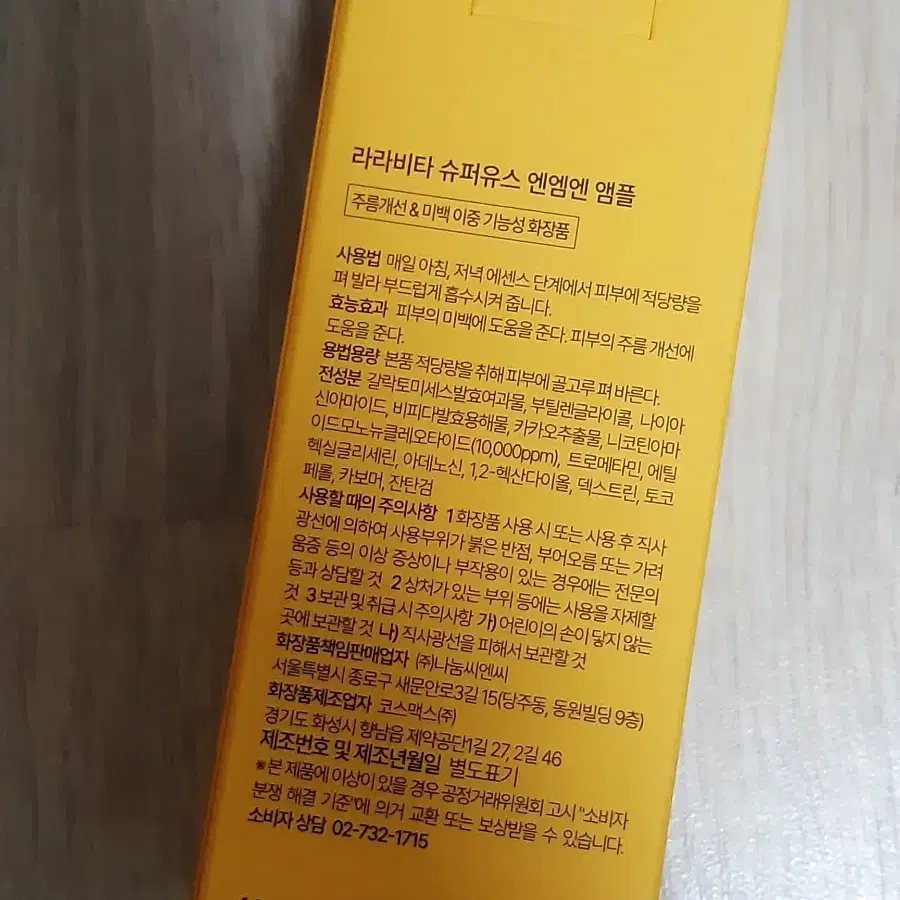 라라비타 슈퍼유스 엔엠엔 앰플
주름개선 & 미백 이중 기능성 화장품
사용법 매일 아침, 저녁 에센스 단계에서 피부에 적당량을
펴 발라 부드럽게 흡수시켜 줍니다.
효능효과 피부의 미백에 도움을 준다. 피부의 주름 개선에
도움을 준다.
용법용량 본품 적당량을 취해 피부에 골고루 펴 바른다.
전성분 갈락토미세스발효여과물, 부틸렌글라이콜, 나이아
신아마이드, 비피다발효용해물, 카카오추출물, 니코틴아마
이드모노뉴클레오타이드(10,000ppm), 트로메타민, 에틸
헥실글리세린, 아데노신, 1,2-헥산다이올, 덱스트린, 토코
페롤, 카보머, 잔탄검
사용할 때의 주의사항 1 화장품 사용 시 또는 사용 후 직사
광선에 의하여 사용부위가 붉은 반점, 부어오름 또는 가려
움증 등의 이상 증상이나 부작용이 있는 경우에는 전문의
등과 상담할 것 2 상처가 있는 부위 등에는 사용을 자제할
것 3 보관 및 취급 시 주의사항 가) 어린이의 손이 닿지 않는
곳에 보관할 것 나) 직사광선을 피해서 보관할 것
화장품책임판매업자 (주)나눔씨엔씨
서울특별시 종로구 새문안로3길 15(당주동, 동원빌딩 9층)
화장품제조업자 코스맥스(주)
경기도 화성시 향남읍 제약공단1길 27, 2길 46
제조번호 및 제조년월일 별도표기
※본 제품에 이상이 있을 경우 공정거래위원회 고시 "소비자
분쟁 해결 기준"에 의거 교환 또는 보상받을 수 있습니다.
소비자 상담 02-732-1715